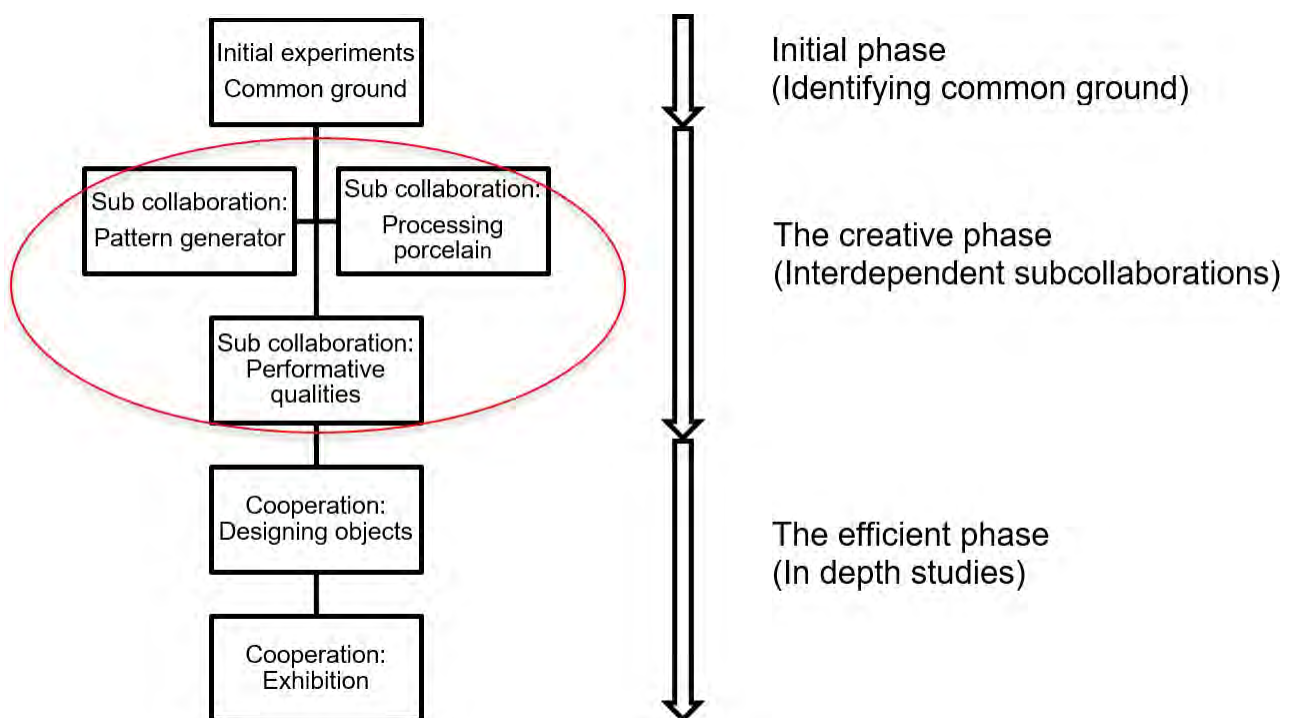 Initial experiments
Common ground
Initial phase
(Identifying common ground)
Sub collaboration:
Pattern generator
Sub collaboration:
Processing
porcelain
The creative phase
(Interdependent subcollaborations)
Sub collaboration:
Performative
qualities
Cooperation:
Designing objects
The efficient phase
(In depth studies)
Cooperation:
Exhibition